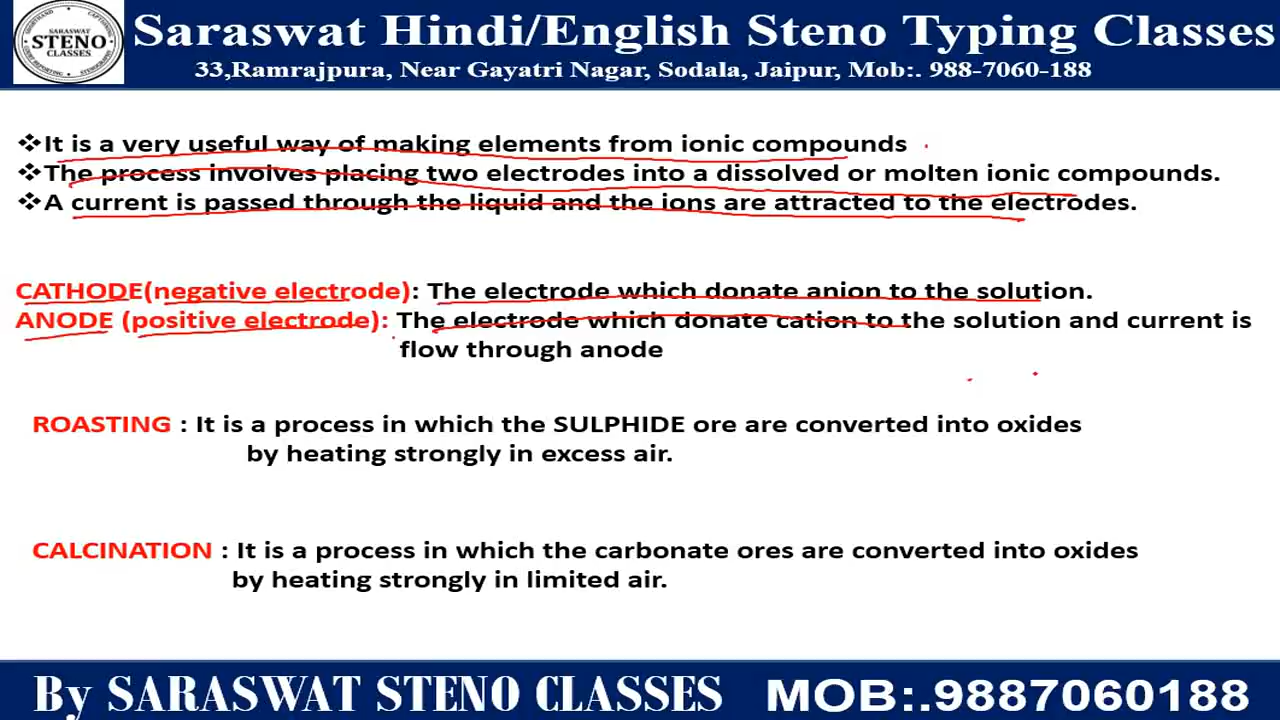 SARASWAT
STENO
CLASSES
Saraswat Hindi/English Steno Typing Classes
33,Ramrajpura, Near Gayatri Nagar, Sodala, Jaipur, Mob:. 988-7060-188
❖It is a very useful way of making elements from ionic compounds
❖The process involves placing two electrodes into a dissolved or molten ionic compounds.
❖A current is passed through the liquid and the ions are attracted to the electrodes.
CATHODE(negative electrode): The electrode which donate anion to the solution.
ANODE (positive electrode): The electrode which donate cation to the solution and current is
flow through anode
ROASTING : It is a process in which the SULPHIDE ore are converted into oxides
by heating strongly in excess air.
CALCINATION : It is a process in which the carbonate ores are converted into oxides
by heating strongly in limited air.
By SARASWAT STENO CLASSES MOB:.9887060188